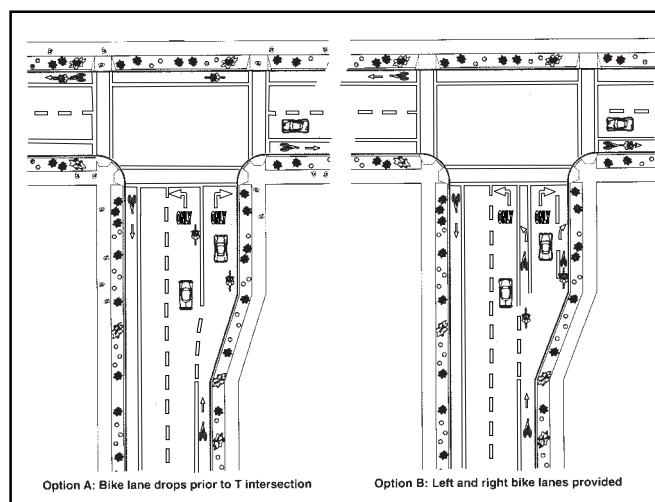 ONLY ONLY
ONLY ONLY
Option A: Bike lane drops prior to T intersection
Option B: Left and right bike lanes provided